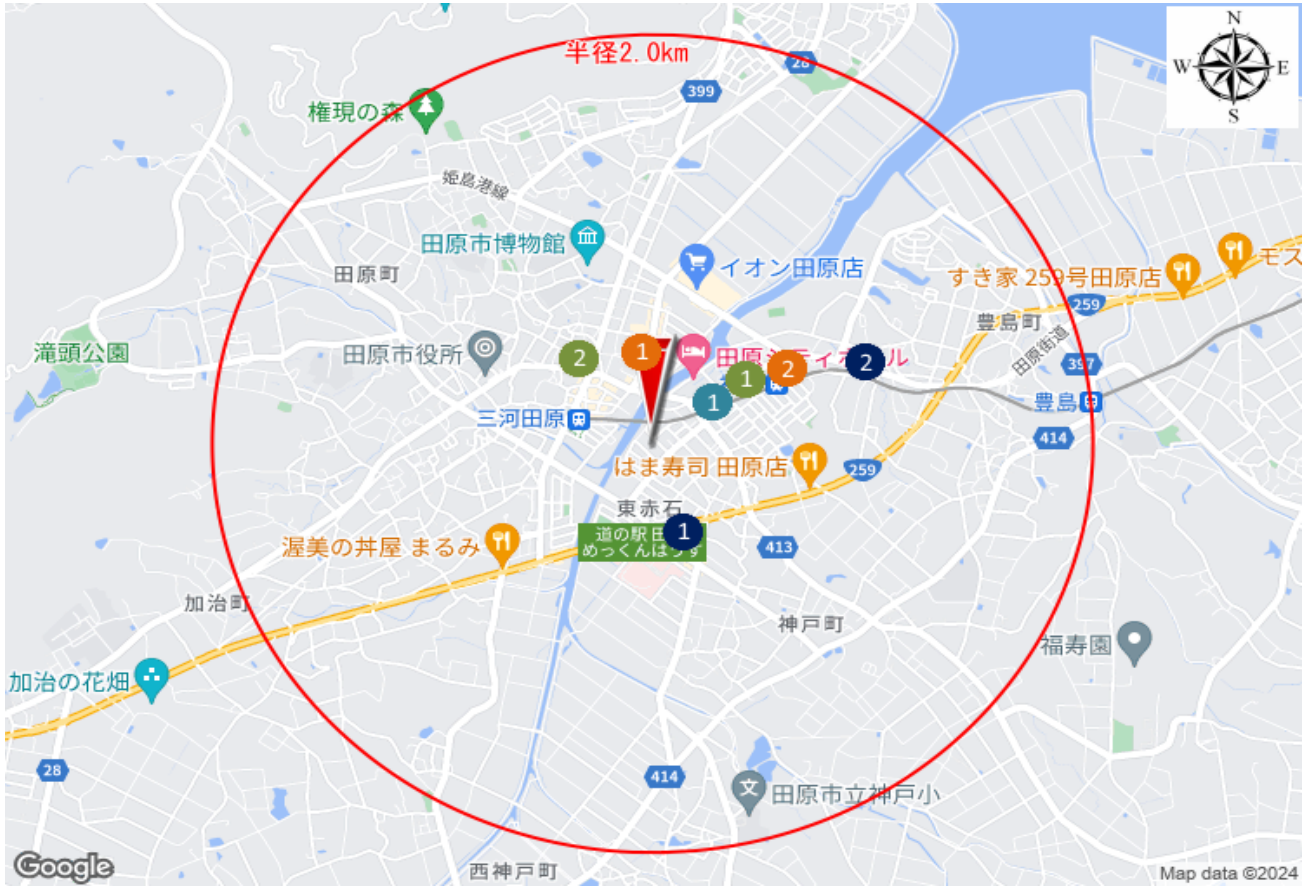 半径2.0km
N
W
E
S
28
399
権現の森
姫島港線
田原市博物館
イオン田原店
すき家 259号田原店
モス
田原町
259
豊島町
滝頭公園
田原市役所
田原街道
397
2
1
1
2
2
1
三河田原
豊島
414
はま寿司 田原店
259
東赤石
1
道の駅
渥美の丼屋 まるみ
413
加治町
神戸町
福寿園
加治の花畑
28
414
田原市立神戸小
西神戸町
Google
Map data ©2024